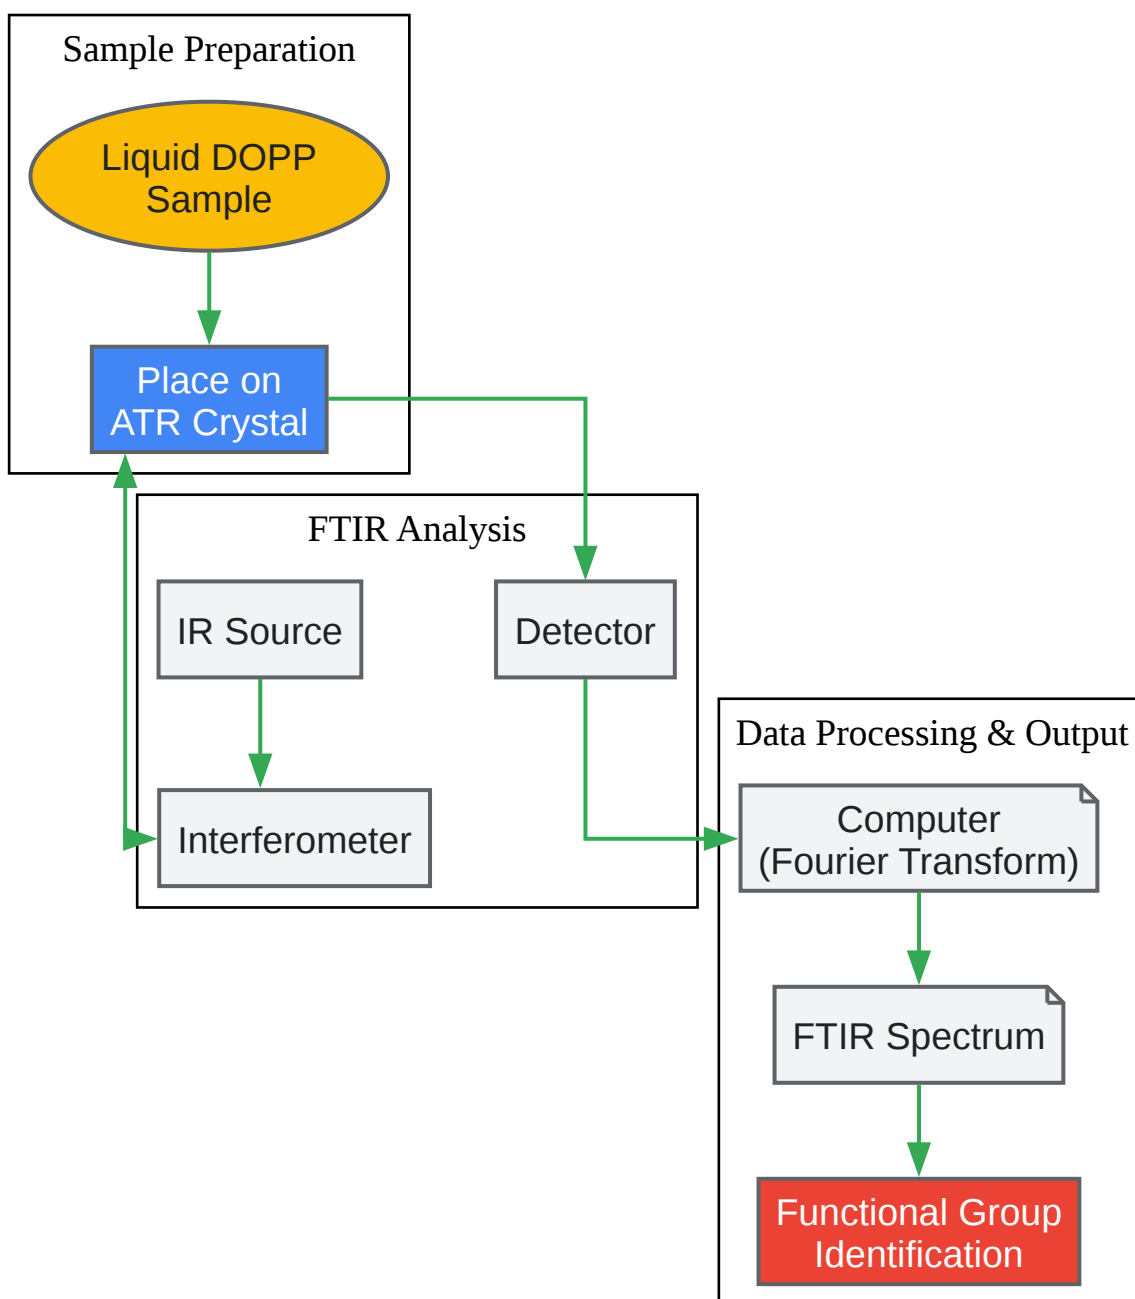 Sample Preparation
Liquid DOPP
Sample
Place on
ATR Crystal
FTIR Analysis
IR Source
Detector
Interferometer
Data Processing & Output
Computer
(Fourier Transform)
FTIR Spectrum
Functional Group
Identification